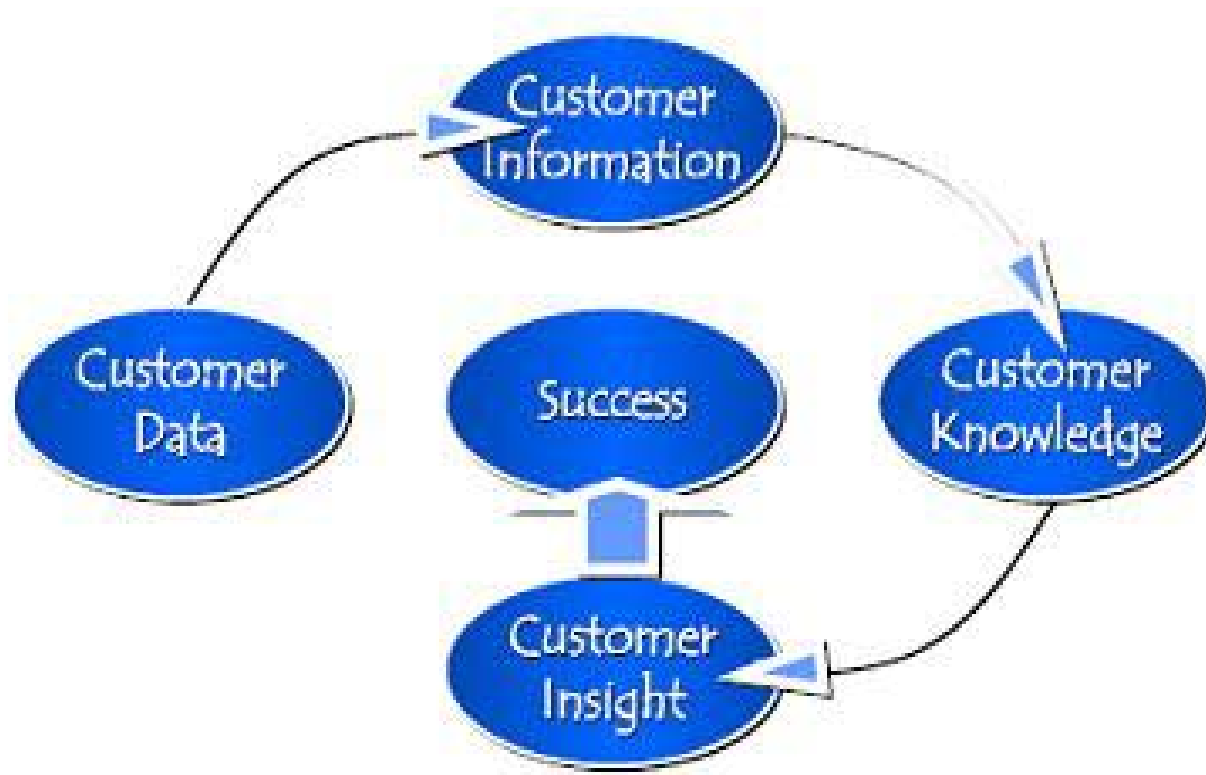 Customer
Information
Customer
Data
Success
Customer
Knowledge
Customer
Insight